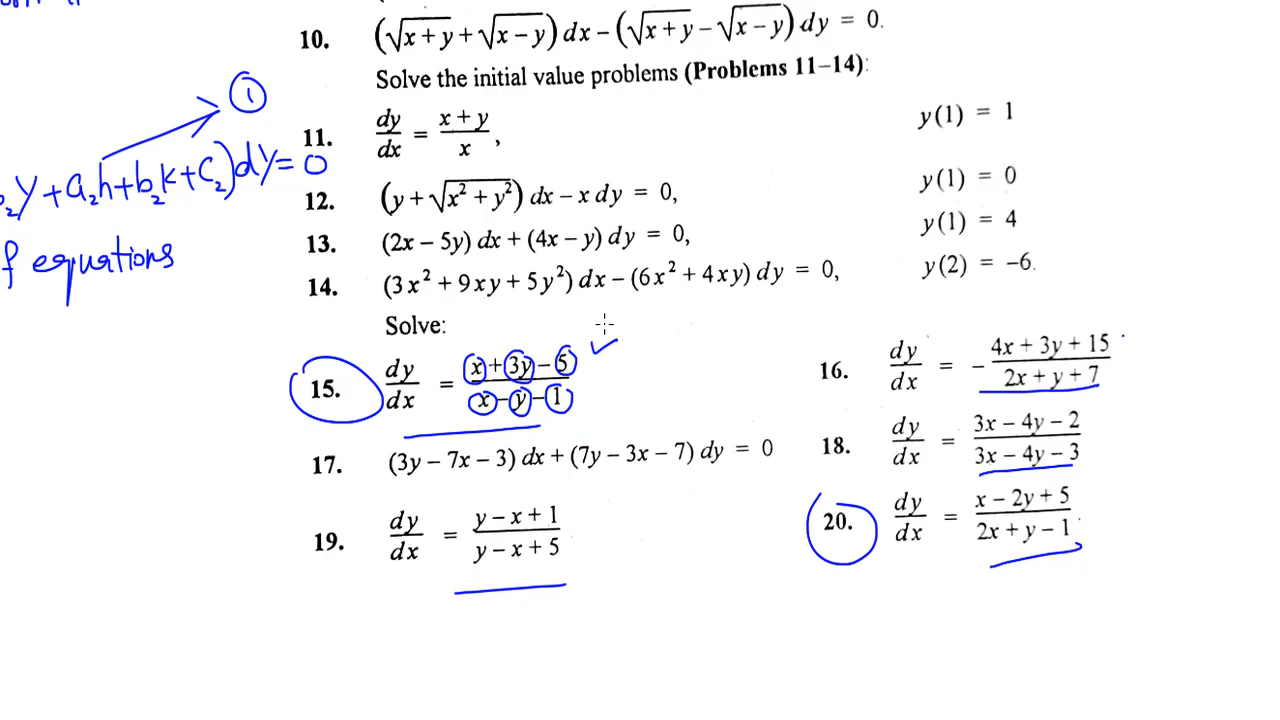 10. (√x+y + √x−y) dx − (√x+y − √x−y) dy = 0.
Solve the initial value problems (Problems 11–14):
①
11. dy/dx = x + y / x, y(1) = 1
₂y + a₂h + b₂k + c₂) dy = 0
12. (y + √x² + y²) dx − x dy = 0, y(1) = 0
13. (2x − 5y) dx + (4x − y) dy = 0, y(1) = 4
f equations
14. (3x² + 9xy + 5y²) dx − (6x² + 4xy) dy = 0, y(2) = −6.
Solve:
15. dy/dx = x + 3y − 5 / x − y − 1
16. dy/dx = − 4x + 3y + 15 / 2x + y + 7
17. (3y − 7x − 3) dx + (7y − 3x − 7) dy = 0
18. dy/dx = 3x − 4y − 2 / 3x − 4y − 3
19. dy/dx = y − x + 1 / y − x + 5
20. dy/dx = x − 2y + 5 / 2x + y − 1